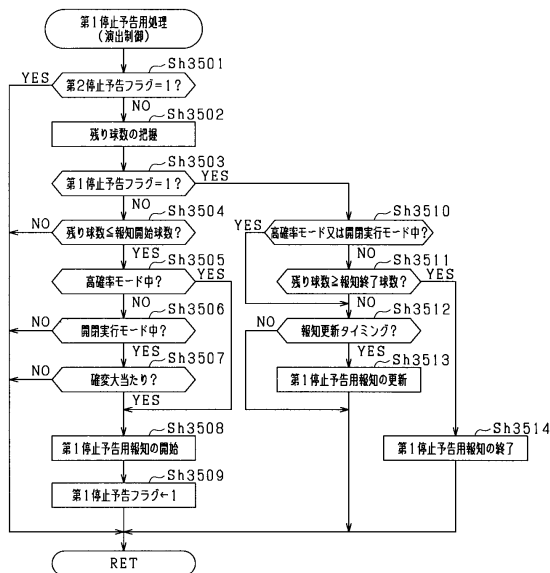 第1停止予告用処理
(演出制御)
Sh3501
YES
第2停止予告フラグ=1?
NO
Sh3502
残り球数の把握
Sh3503
第1停止予告フラグ=1?
YES
NO
Sh3504
NO
残り球数≦報知開始球数?
YES
Sh3505
高確率モード中?
YES
NO
Sh3506
NO
開閉実行モード中?
YES
Sh3507
NO
確変大当たり?
YES
Sh3508
第1停止予告用報知の開始
Sh3509
第1停止予告フラグ←1
RET
Sh3510
YES
高確率モード又は開閉実行モード中?
NO
Sh3511
残り球数≧報知終了球数?
YES
NO
Sh3512
NO
報知更新タイミング?
YES
Sh3513
第1停止予告用報知の更新
Sh3514
第1停止予告用報知の終了